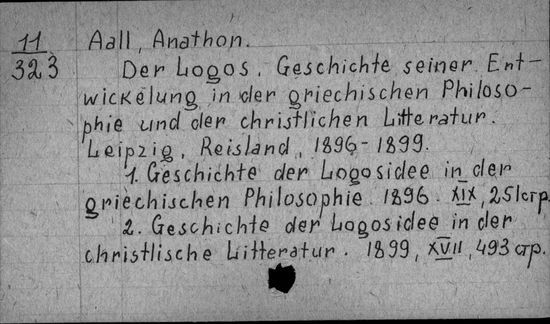 11 Aall, Anathon.
323 Der Logos. Geschichte seiner Ent-
wickelung in der griechischen Philoso-
phie und der christlichen Litteratur.
Leipzig, Reisland, 1896-1899.
1. Geschichte der Logosidee in der
griechischen Philosophie. 1896. XIX, 251стр.
2. Geschichte der Logosidee in der
christlische Litteratur. 1899, XVII, 493 стр.